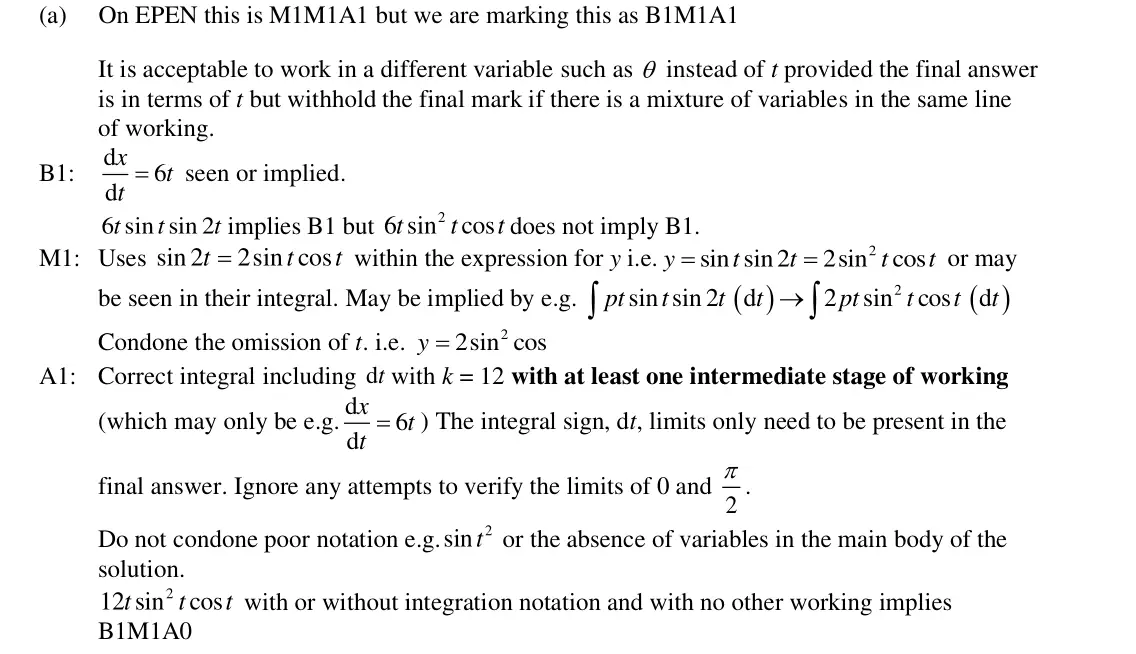 (a) On EPEN this is M1M1A1 but we are marking this as B1M1A1
It is acceptable to work in a different variable such as θ instead of t provided the final answer
is in terms of t but withhold the final mark if there is a mixture of variables in the same line
of working.
B1: dx/dt = 6t seen or implied.
6t sin t sin 2t implies B1 but 6t sin² t cos t does not imply B1.
M1: Uses sin 2t = 2 sin t cos t within the expression for y i.e. y = sin t sin 2t = 2 sin² t cos t or may
be seen in their integral. May be implied by e.g. ∫ pt sin t sin 2t (dt) → ∫ 2pt sin² t cos t (dt)
Condone the omission of t. i.e. y = 2 sin² cos
A1: Correct integral including dt with k = 12 with at least one intermediate stage of working
(which may only be e.g. dx/dt = 6t ) The integral sign, dt, limits only need to be present in the
final answer. Ignore any attempts to verify the limits of 0 and π/2.
Do not condone poor notation e.g. sin t² or the absence of variables in the main body of the
solution.
12t sin² t cos t with or without integration notation and with no other working implies
B1M1A0